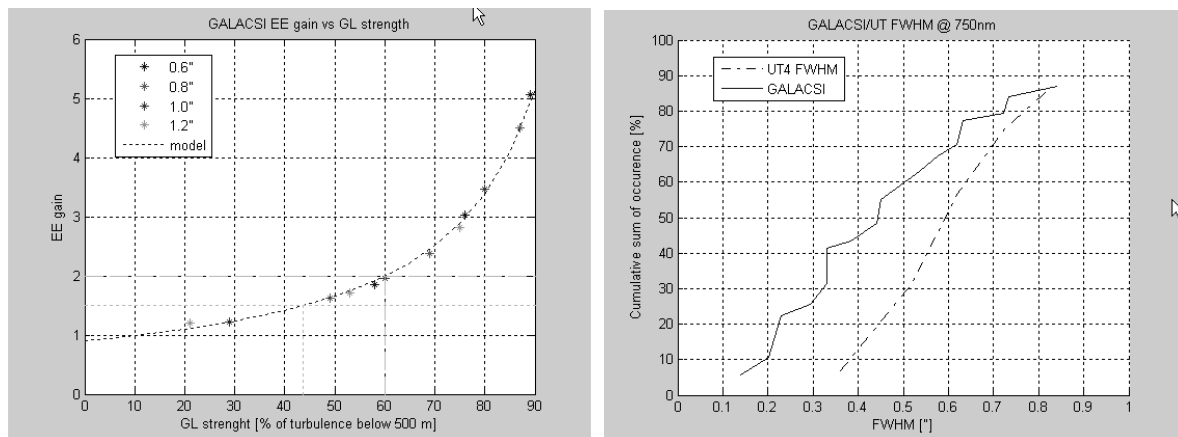 GALACSI EE gain vs GL strength
6
5
4
3
2
1
0
EE gain
0.6"
0.8"
1.0"
1.2"
model
0 10 20 30 40 50 60 70 80 90
GL strenght [% of turbulence below 500 m]
GALACSI/UT FWHM @ 750nm
100
90
80
70
60
50
40
30
20
10
0
Cumulative sum of occurence [%]
UT4 FWHM
GALACSI
0 0.1 0.2 0.3 0.4 0.5 0.6 0.7 0.8 0.9 1
FWHM ["]